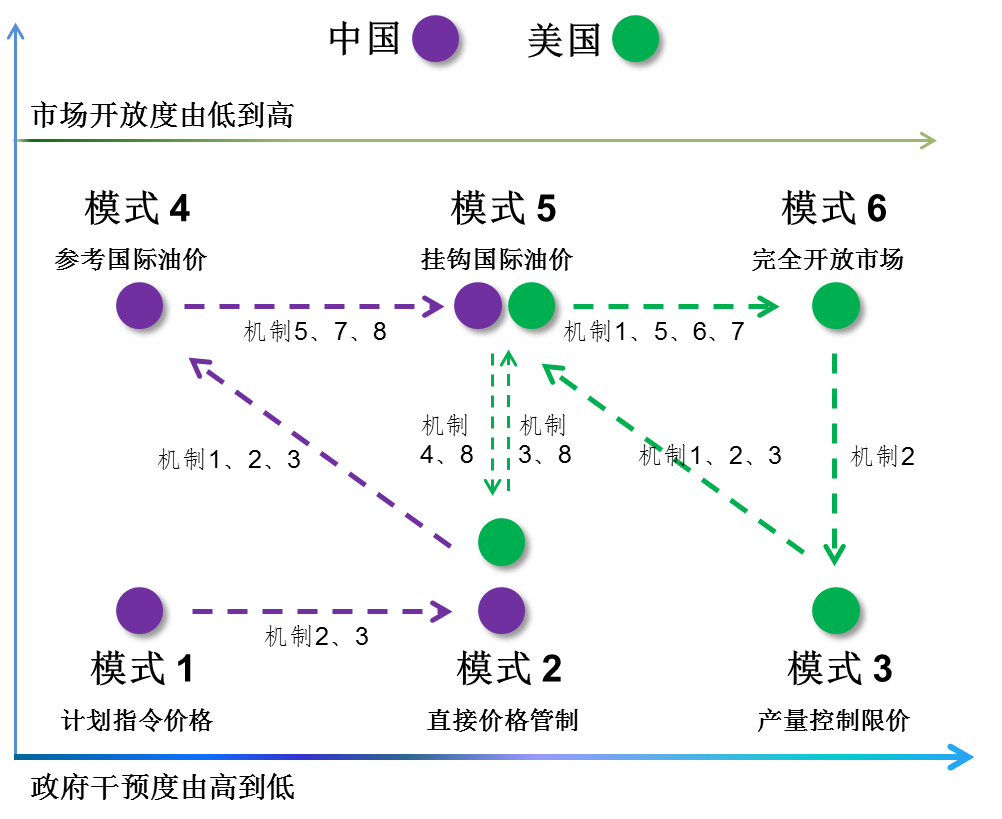 中国
美国
市场开放度由低到高
模式 4
模式 5
模式 6
参考国际油价
挂钩国际油价
完全开放市场
机制5、7、8
机制1、5、6、7
机制
4、8
机制
3、8
机制1、2、3
机制1、2、3
机制2
机制2、3
模式 1
模式 2
模式 3
计划指令价格
直接价格管制
产量控制限价
政府干预度由高到低